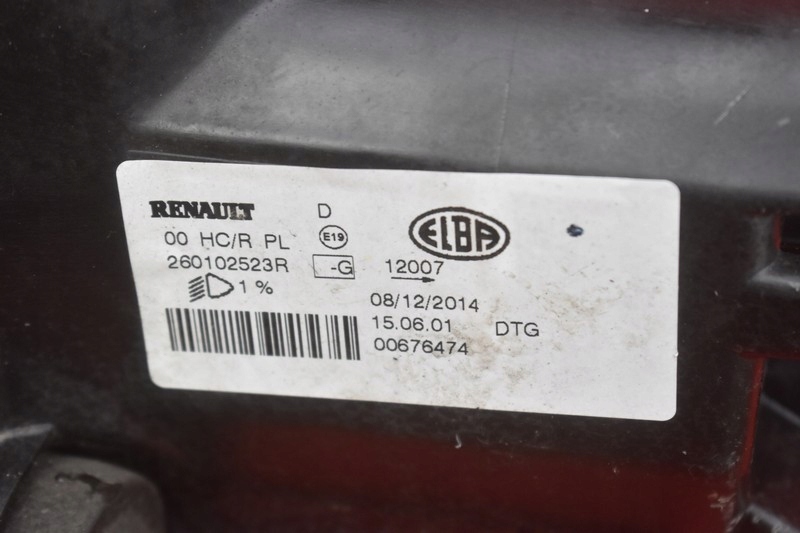 RENAULT D
00 HC/R PL E19 ELBA
260102523R -G 12007
1 % 08/12/2014
15.06.01 DTG
00676474